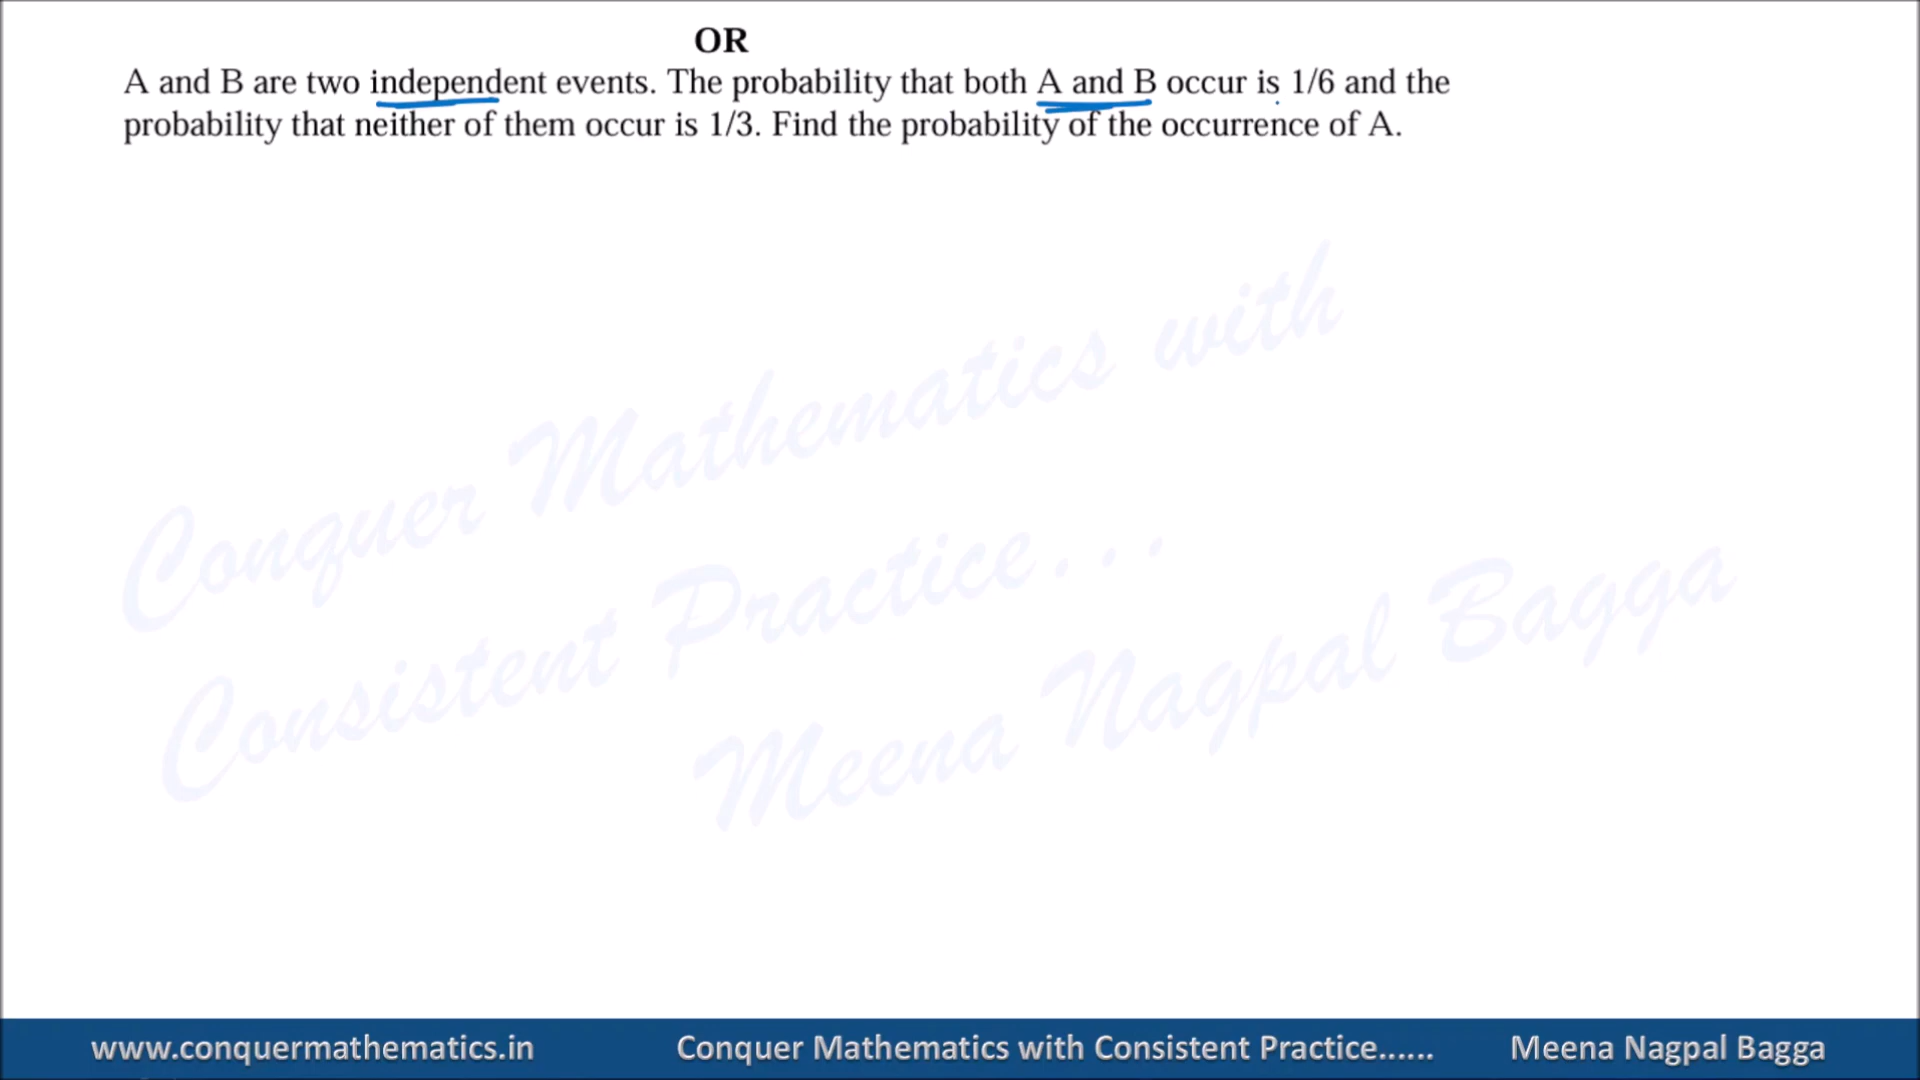 OR
A and B are two independent events. The probability that both A and B occur is 1/6 and the
probability that neither of them occur is 1/3. Find the probability of the occurrence of A.
Conquer Mathematics with
Consistent Practice...
Meena Nagpal Bagga
www.conquermathematics.in Conquer Mathematics with Consistent Practice...... Meena Nagpal Bagga